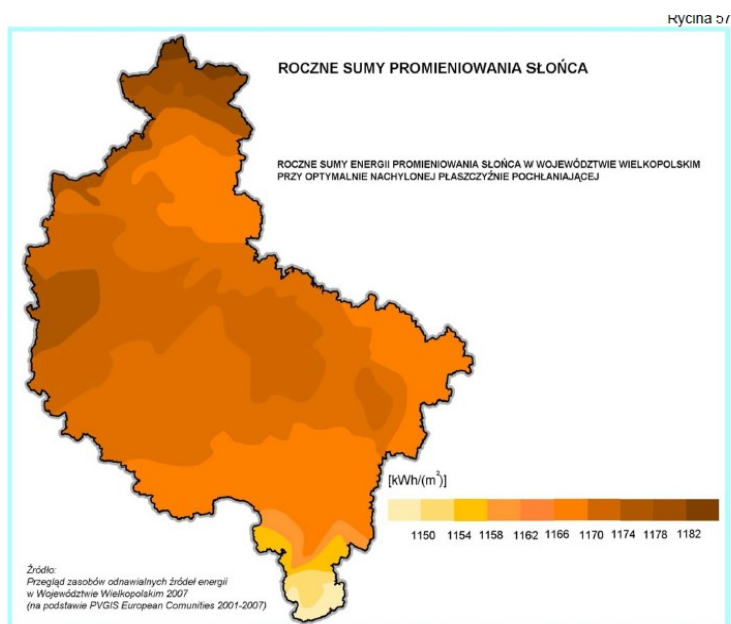 Rycina 57
ROCZNE SUMY PROMIENIOWANIA SŁOŃCA
ROCZNE SUMY ENERGII PROMIENIOWANIA SŁOŃCA W WOJEWÓDZTWIE WIELKOPOLSKIM
PRZY OPTYMALNIE NACHYLONEJ PŁASZCZYŹNIE POCHŁANIAJĄCEJ
[kWh/(m²)]
1150 1154 1158 1162 1166 1170 1174 1178 1182
Źródło:
Przegląd zasobów odnawialnych źródeł energii
w Województwie Wielkopolskim 2007
(na podstawie PVGIS European Comunities 2001-2007)